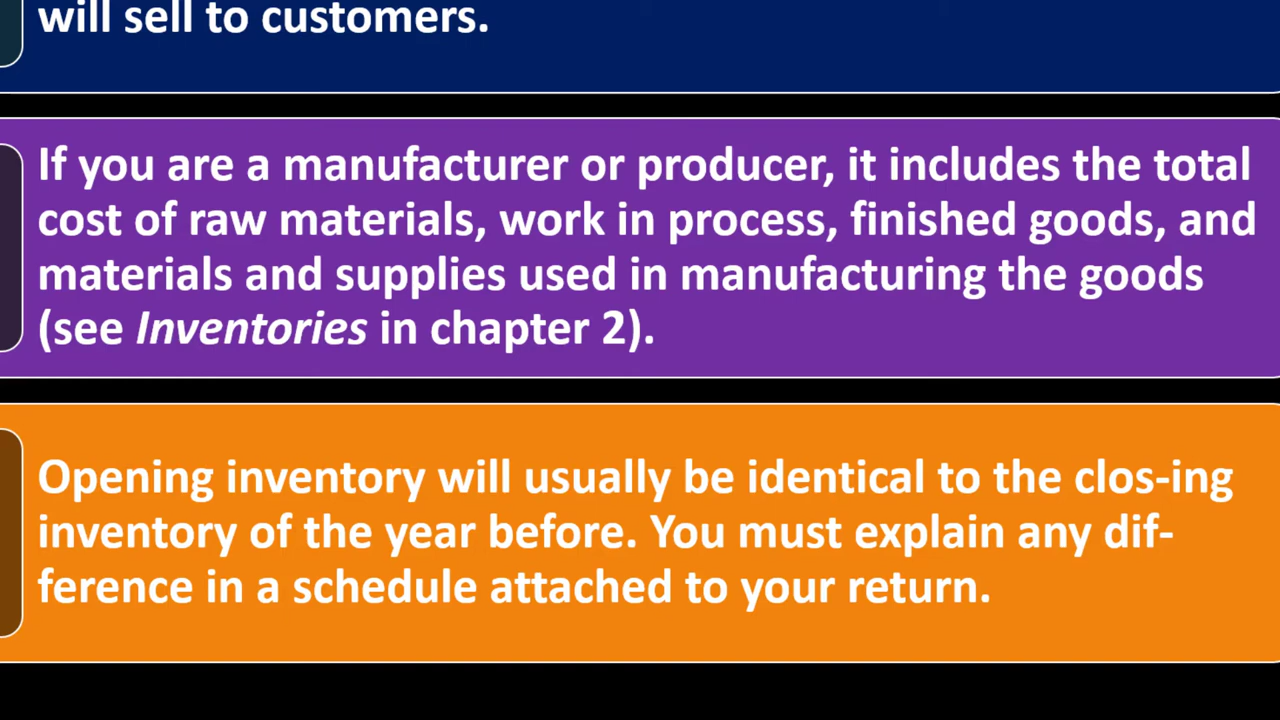 will sell to customers.
If you are a manufacturer or producer, it includes the total
cost of raw materials, work in process, finished goods, and
materials and supplies used in manufacturing the goods
(see Inventories in chapter 2).
Opening inventory will usually be identical to the clos-ing
inventory of the year before. You must explain any dif-
ference in a schedule attached to your return.